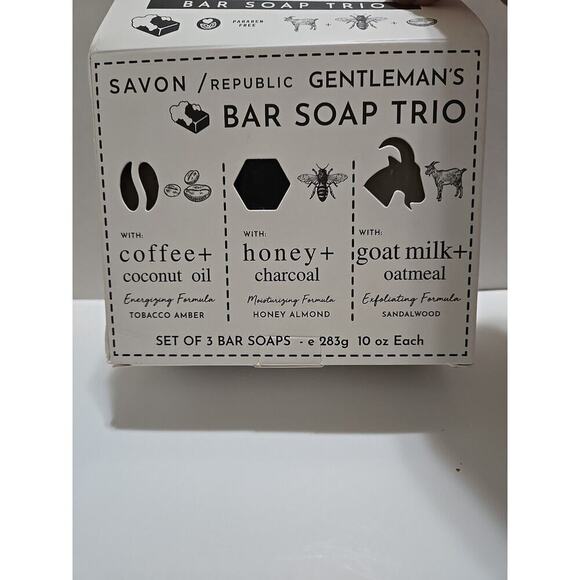 BAR SOAP TRIO
PARABEN
FREE
SAVON / REPUBLIC GENTLEMAN'S
BAR SOAP TRIO
WITH:
coffee+
coconut oil
Energizing Formula
TOBACCO AMBER
WITH:
honey+
charcoal
Moisturizing Formula
HONEY ALMOND
WITH:
goat milk+
oatmeal
Exfoliating Formula
SANDALWOOD
SET OF 3 BAR SOAPS - e 283g 10 oz Each